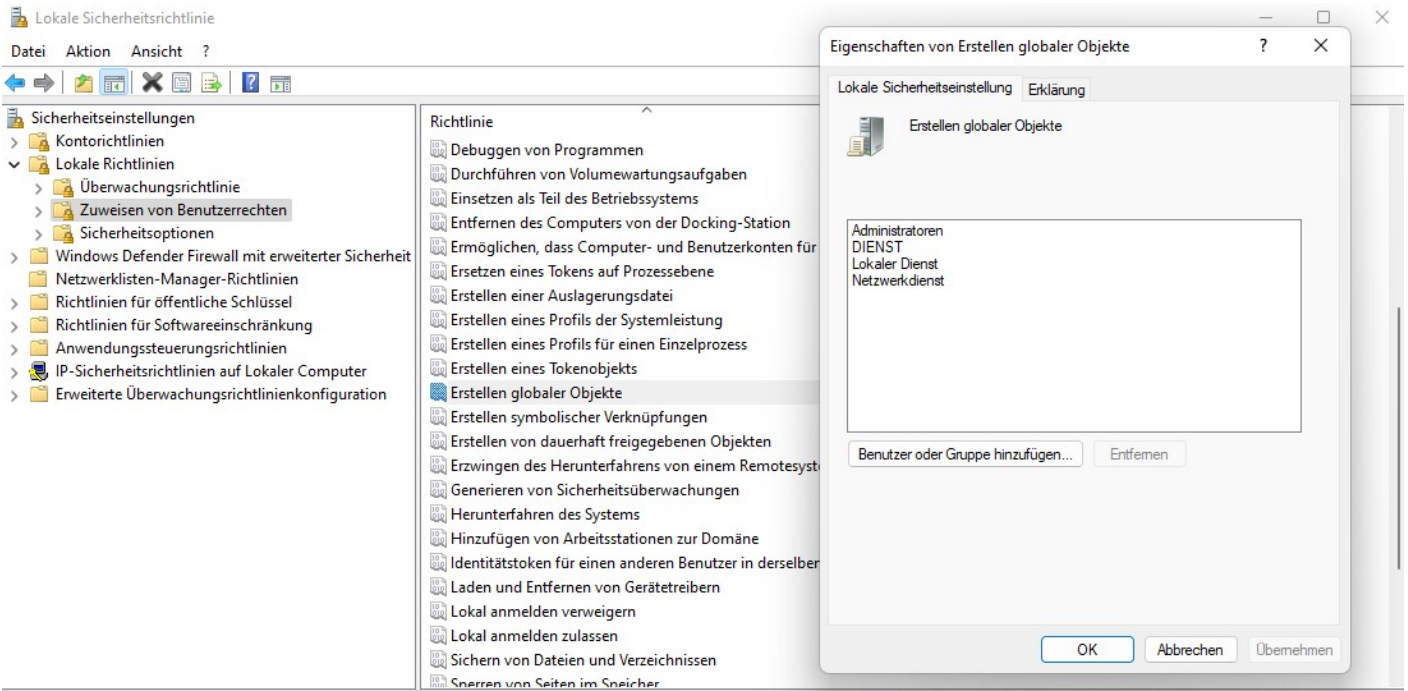 Lokale Sicherheitsrichtlinie
Datei Aktion Ansicht ?
Sicherheitseinstellungen
Kontorichtlinien
Lokale Richtlinien
Überwachungsrichtlinie
Zuweisen von Benutzerrechten
Sicherheitsoptionen
Windows Defender Firewall mit erweiterter Sicherheit
Netzwerklisten-Manager-Richtlinien
Richtlinien für öffentliche Schlüssel
Richtlinien für Softwareeinschränkung
Anwendungssteuerungsrichtlinien
IP-Sicherheitsrichtlinien auf Lokaler Computer
Erweiterte Überwachungsrichtlinienkonfiguration
Richtlinie
Debuggen von Programmen
Durchführen von Volumewartungsaufgaben
Einsetzen als Teil des Betriebssystems
Entfernen des Computers von der Docking-Station
Ermöglichen, dass Computer- und Benutzerkonten für
Ersetzen eines Tokens auf Prozessebene
Erstellen einer Auslagerungsdatei
Erstellen eines Profils der Systemleistung
Erstellen eines Profils für einen Einzelprozess
Erstellen eines Tokenobjekts
Erstellen globaler Objekte
Erstellen symbolischer Verknüpfungen
Erstellen von dauerhaft freigegebenen Objekten
Erzwingen des Herunterfahrens von einem Remotesyst
Generieren von Sicherheitsüberwachungen
Herunterfahren des Systems
Hinzufügen von Arbeitsstationen zur Domäne
Identitätstoken für einen anderen Benutzer in derselber
Laden und Entfernen von Gerätetreibern
Lokal anmelden verweigern
Lokal anmelden zulassen
Sichern von Dateien und Verzeichnissen
Sperren von Seiten im Speicher
Eigenschaften von Erstellen globaler Objekte ?
Lokale Sicherheitseinstellung Erklärung
Erstellen globaler Objekte
Administratoren
DIENST
Lokaler Dienst
Netzwerkdienst
Benutzer oder Gruppe hinzufügen... Entfernen
OK Abbrechen Übernehmen